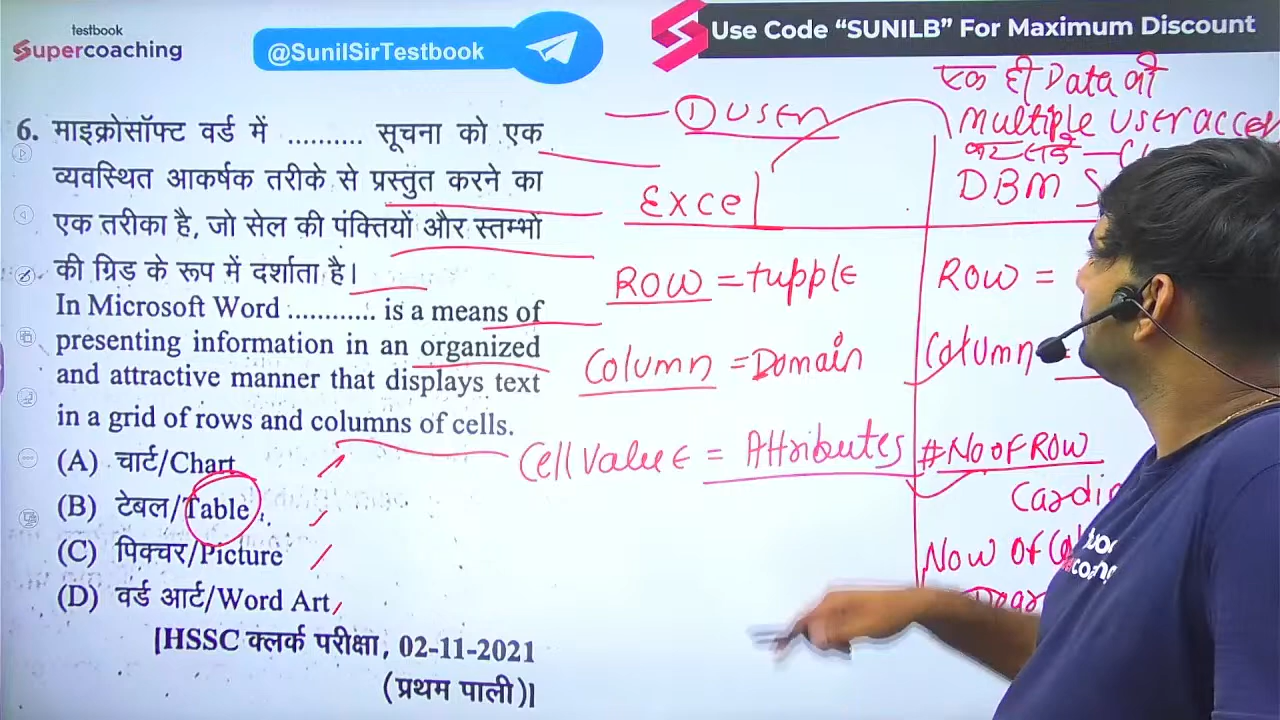 testbook
Supercoaching
@SunilSirTestbook
Use Code “SUNILB” For Maximum Discount
6. माइक्रोसॉफ्ट वर्ड में .......... सूचना को एक
व्यवस्थित आकर्षक तरीके से प्रस्तुत करने का
एक तरीका है, जो सेल की पंक्तियों और स्तम्भो
की ग्रिड के रूप में दर्शाता है।
In Microsoft Word ............. is a means of
presenting information in an organized
and attractive manner that displays text
in a grid of rows and columns of cells.
(A) चार्ट/Chart
(B) टेबल/Table
(C) पिक्चर/Picture
(D) वर्ड आर्ट/Word Art
[HSSC क्लर्क परीक्षा, 02-11-2021
(प्रथम पाली)]
① User
Excel
ROW = tupple
Column = Domain
Cell Value = Attributes
एक ही Data को
multiple user
DBM S
ROW =
Column =
# No of ROW
Now of